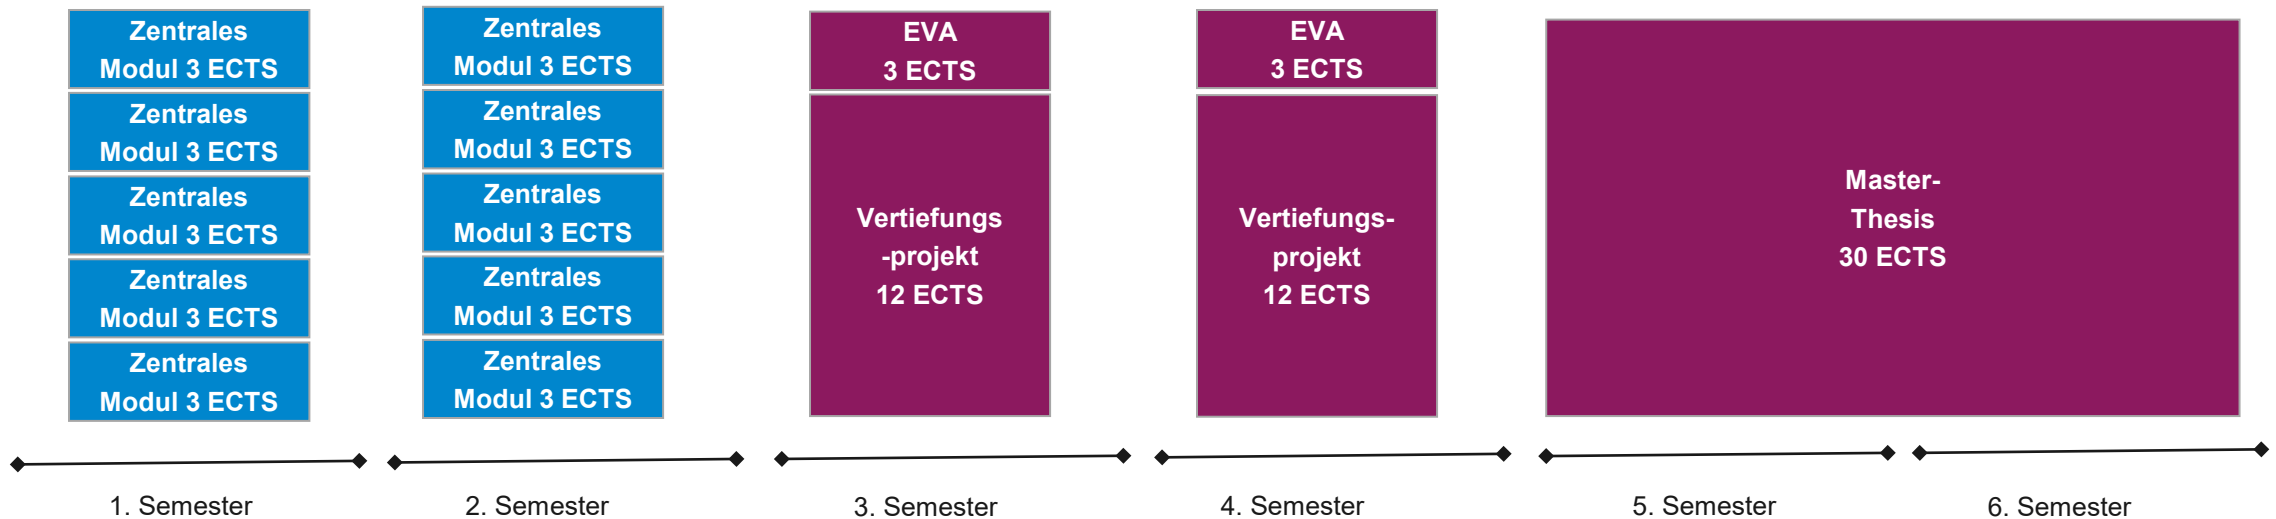 Zentrales
Modul 3 ECTS
Zentrales
Modul 3 ECTS
Zentrales
Modul 3 ECTS
Zentrales
Modul 3 ECTS
Zentrales
Modul 3 ECTS
1. Semester
Zentrales
Modul 3 ECTS
Zentrales
Modul 3 ECTS
Zentrales
Modul 3 ECTS
Zentrales
Modul 3 ECTS
Zentrales
Modul 3 ECTS
2. Semester
EVA
3 ECTS
Vertiefungs
-projekt
12 ECTS
3. Semester
EVA
3 ECTS
Vertiefungs-
projekt
12 ECTS
4. Semester
Master-
Thesis
30 ECTS
5. Semester
6. Semester